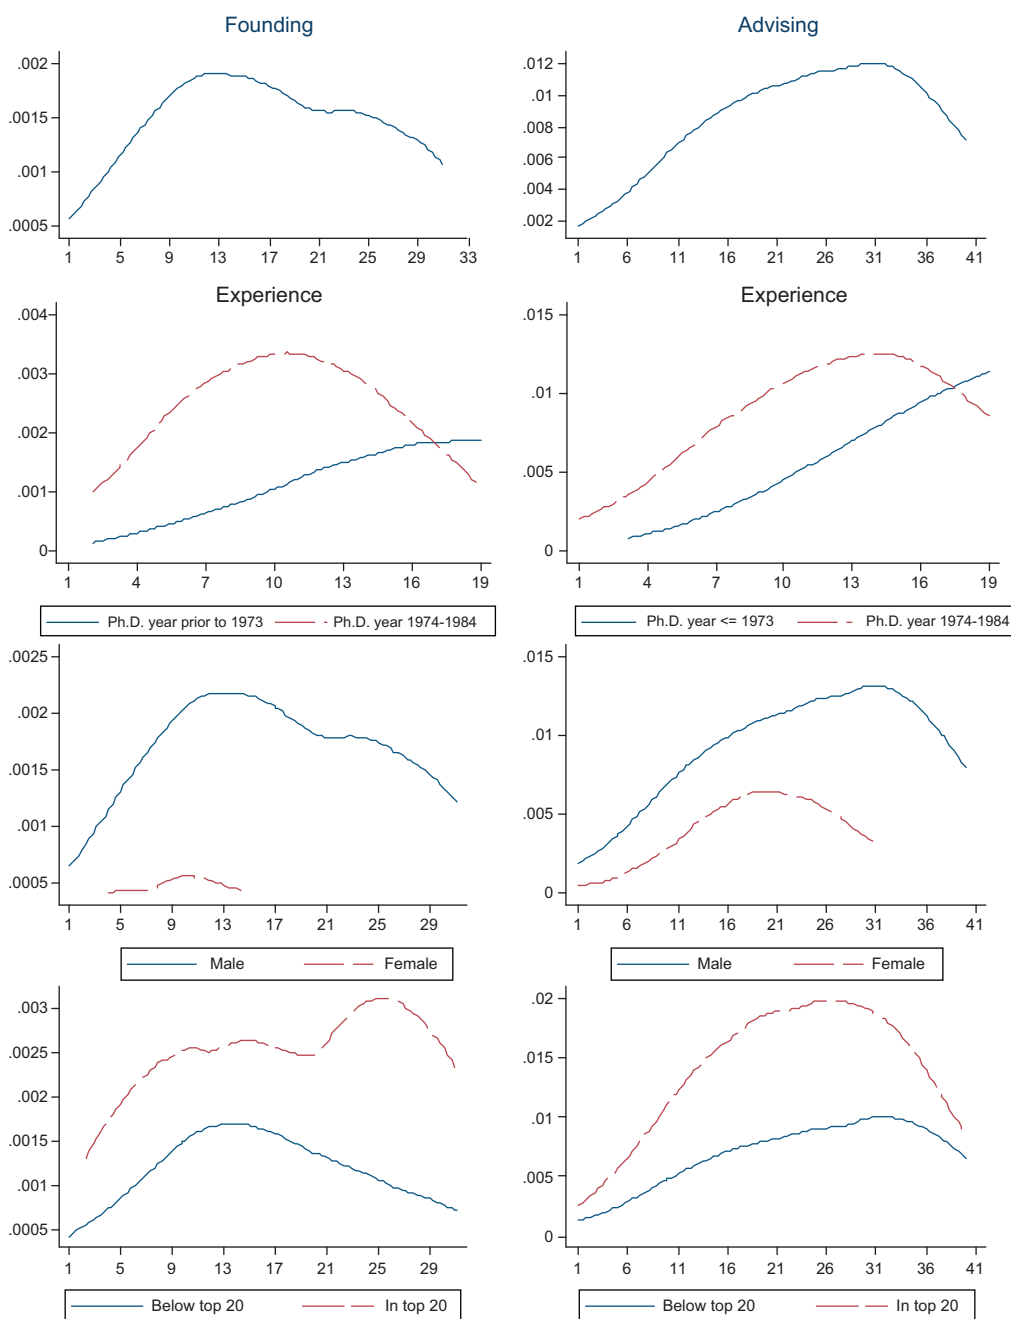 Founding
.002
.0015
.001
.0005
1 5 9 13 17 21 25 29 33
Advising
.012
.01
.008
.006
.004
.002
1 6 11 16 21 26 31 36 41
Experience
.004
.003
.002
.001
0
1 4 7 10 13 16 19
Ph.D. year prior to 1973 Ph.D. year 1974-1984
Experience
.015
.01
.005
0
1 4 7 10 13 16 19
Ph.D. year <= 1973 Ph.D. year 1974-1984
.0025
.002
.0015
.001
.0005
1 5 9 13 17 21 25 29
Male Female
.015
.01
.005
0
1 6 11 16 21 26 31 36 41
Male Female
.003
.0025
.002
.0015
.001
.0005
1 5 9 13 17 21 25 29
Below top 20 In top 20
.02
.015
.01
.005
0
1 6 11 16 21 26 31 36 41
Below top 20 In top 20